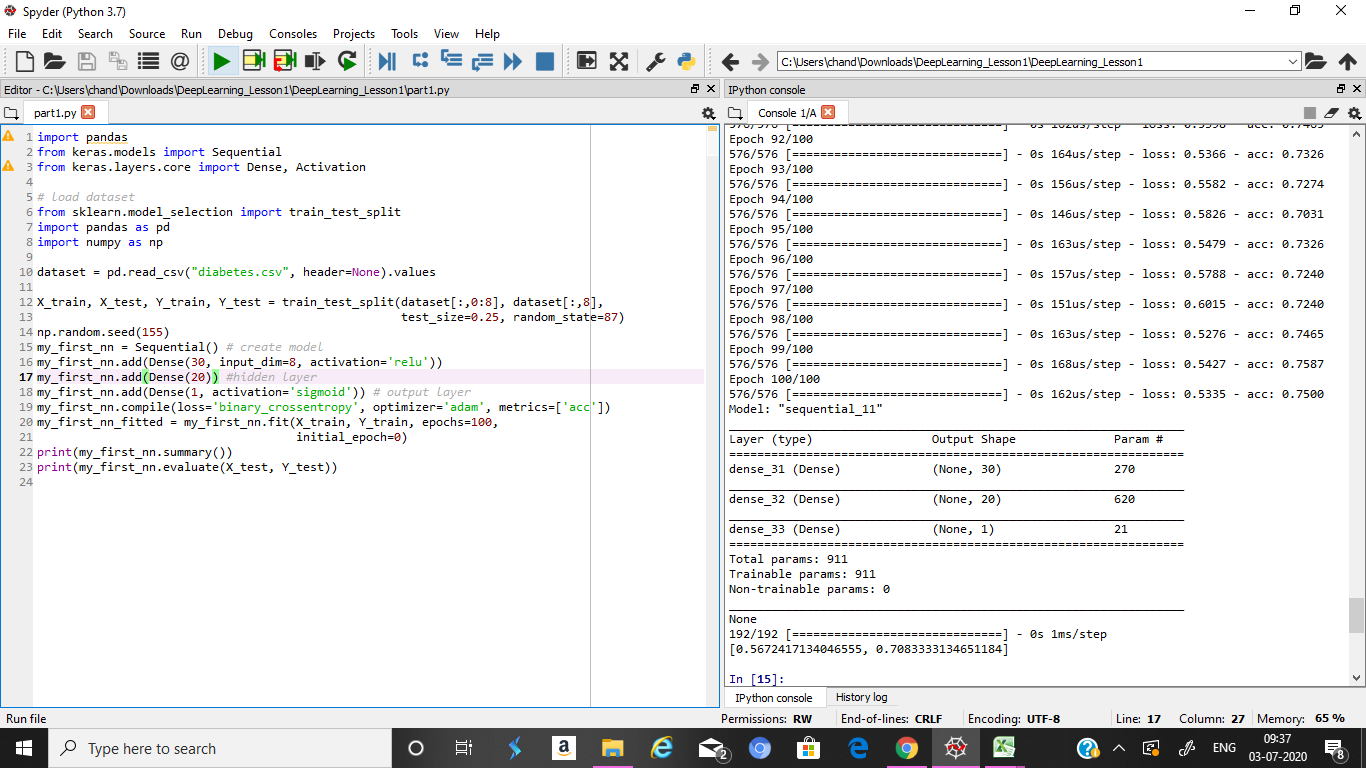 Spyder (Python 3.7)
File Edit Search Source Run Debug Consoles Projects Tools View Help
C:\Users\chand\Downloads\DeepLearning_Lesson1\DeepLearning_Lesson1
Editor - C:\Users\chand\Downloads\DeepLearning_Lesson1\DeepLearning_Lesson1\part1.py
part1.py
1 import pandas
2 from keras.models import Sequential
3 from keras.layers.core import Dense, Activation
4
5 # load dataset
6 from sklearn.model_selection import train_test_split
7 import pandas as pd
8 import numpy as np
9
10 dataset = pd.read_csv("diabetes.csv", header=None).values
11
12 X_train, X_test, Y_train, Y_test = train_test_split(dataset[:,0:8], dataset[:,8],
13 test_size=0.25, random_state=87)
14 np.random.seed(155)
15 my_first_nn = Sequential() # create model
16 my_first_nn.add(Dense(30, input_dim=8, activation='relu'))
17 my_first_nn.add(Dense(20)) #hidden layer
18 my_first_nn.add(Dense(1, activation='sigmoid')) # output layer
19 my_first_nn.compile(loss='binary_crossentropy', optimizer='adam', metrics=['acc'])
20 my_first_nn_fitted = my_first_nn.fit(X_train, Y_train, epochs=100,
21 initial_epoch=0)
22 print(my_first_nn.summary())
23 print(my_first_nn.evaluate(X_test, Y_test))
24
IPython console
Console 1/A
Epoch 92/100
576/576 [==============================] - 0s 164us/step - loss: 0.5366 - acc: 0.7326
Epoch 93/100
576/576 [==============================] - 0s 156us/step - loss: 0.5582 - acc: 0.7274
Epoch 94/100
576/576 [==============================] - 0s 146us/step - loss: 0.5826 - acc: 0.7031
Epoch 95/100
576/576 [==============================] - 0s 163us/step - loss: 0.5479 - acc: 0.7326
Epoch 96/100
576/576 [==============================] - 0s 157us/step - loss: 0.5788 - acc: 0.7240
Epoch 97/100
576/576 [==============================] - 0s 151us/step - loss: 0.6015 - acc: 0.7240
Epoch 98/100
576/576 [==============================] - 0s 163us/step - loss: 0.5276 - acc: 0.7465
Epoch 99/100
576/576 [==============================] - 0s 168us/step - loss: 0.5427 - acc: 0.7587
Epoch 100/100
576/576 [==============================] - 0s 162us/step - loss: 0.5335 - acc: 0.7500
Model: "sequential_11"
_________________________________________________________________
Layer (type) Output Shape Param #
=================================================================
dense_31 (Dense) (None, 30) 270
_________________________________________________________________
dense_32 (Dense) (None, 20) 620
_________________________________________________________________
dense_33 (Dense) (None, 1) 21
=================================================================
Total params: 911
Trainable params: 911
Non-trainable params: 0
_________________________________________________________________
None
192/192 [==============================] - 0s 1ms/step
[0.5672417134046555, 0.7083333134651184]
In [15]:
IPython console History log
Run file
Permissions: RW End-of-lines: CRLF Encoding: UTF-8 Line: 17 Column: 27 Memory: 65 %
Type here to search
a
2
ENG
09:37
03-07-2020
8